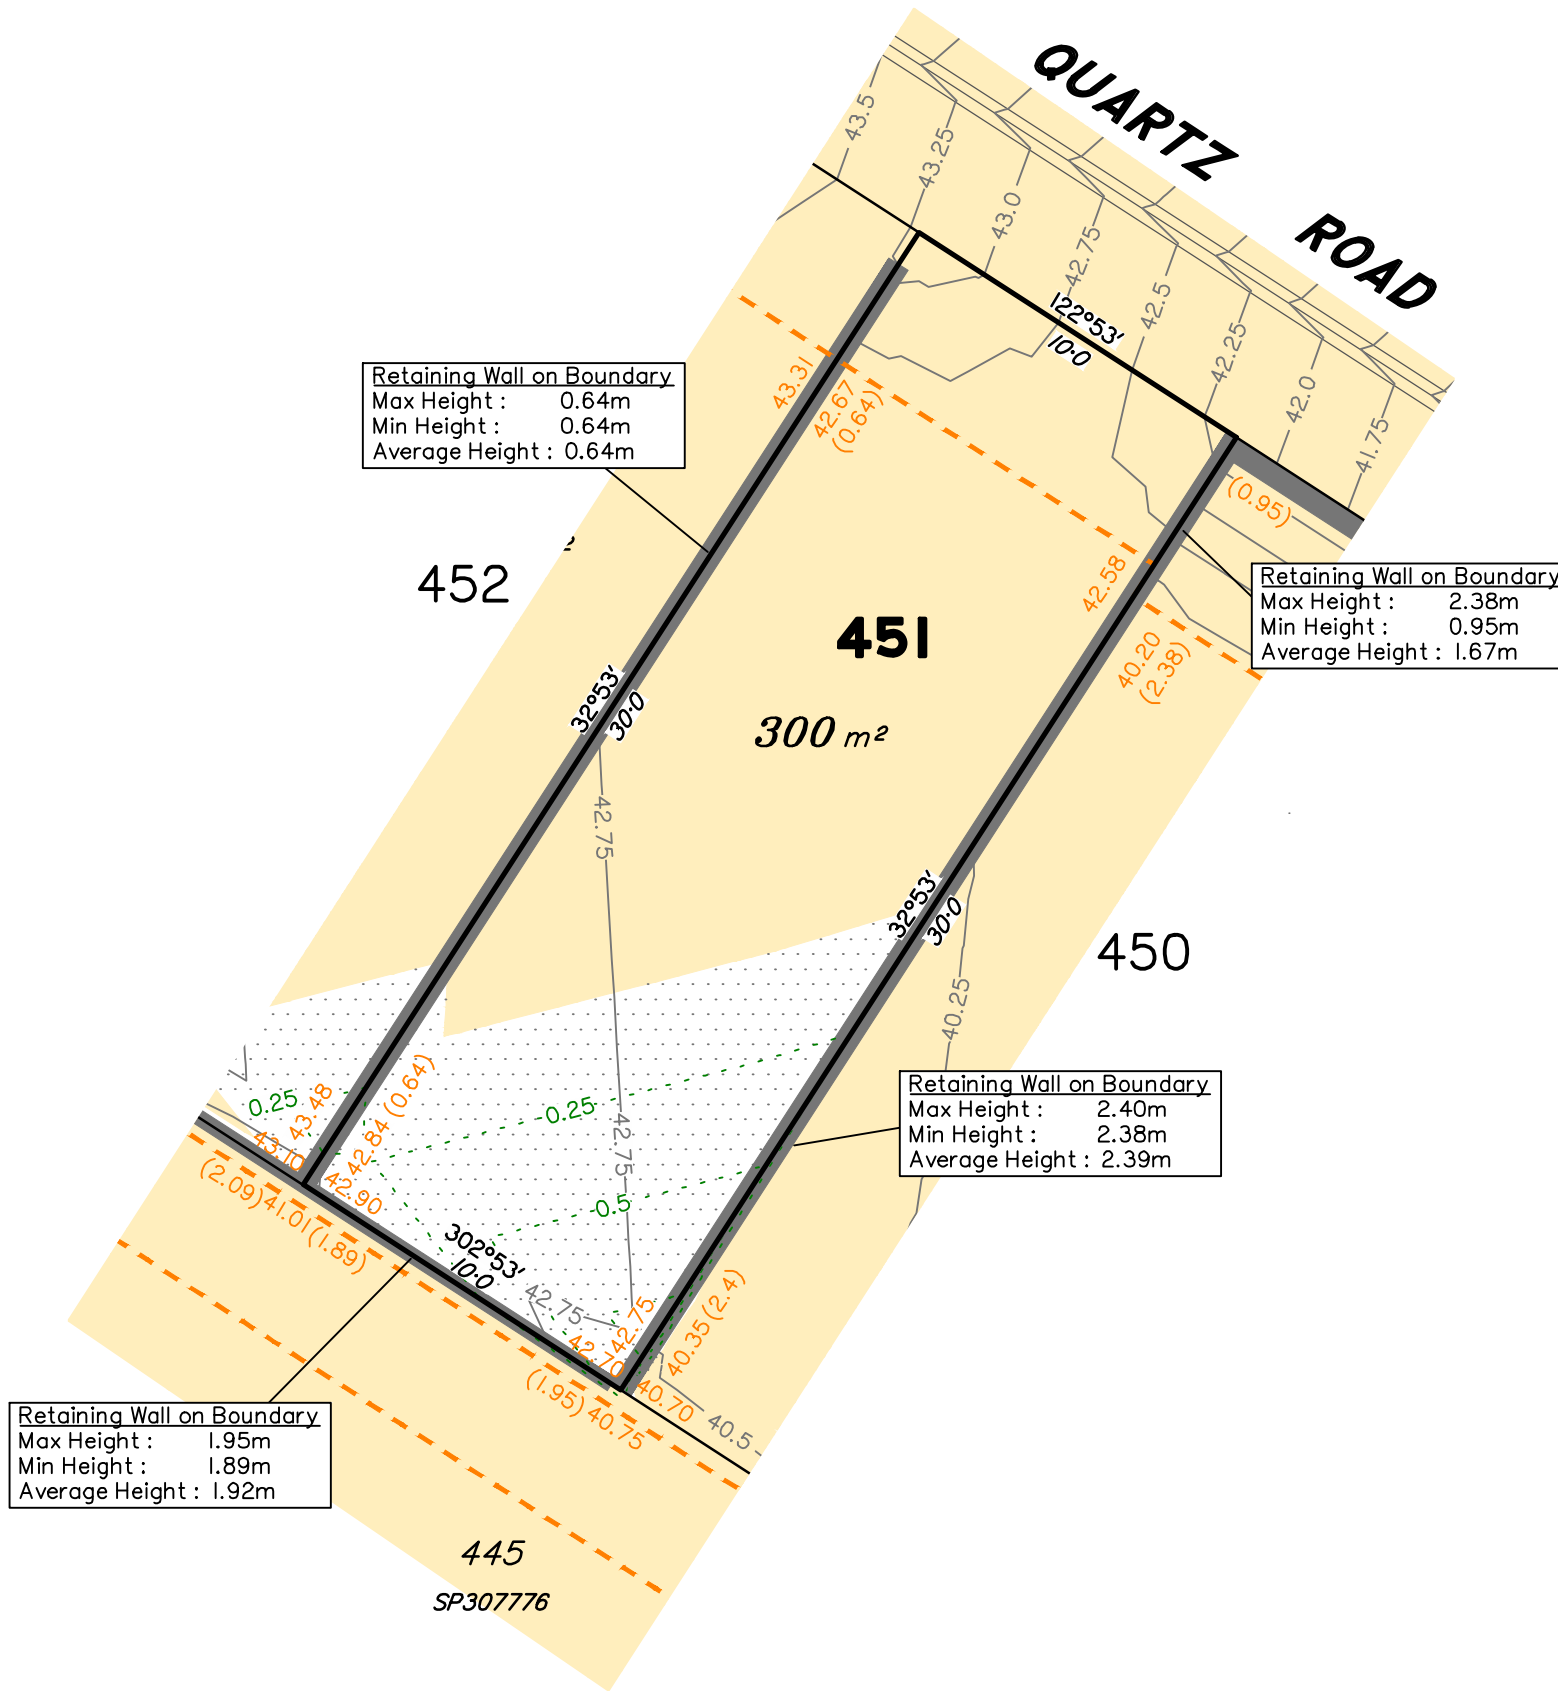 QUARTZ ROAD
43.5
43.25
43.0
42.75
42.5
42.25
42.0
41.75
122°53'
10·0
Retaining Wall on Boundary
Max Height : 0.64m
Min Height : 0.64m
Average Height : 0.64m
43.31
42.67
(0.64)
(0.95)
Retaining Wall on Boundary
Max Height : 2.38m
Min Height : 0.95m
Average Height : 1.67m
42.58
40.20
(2.38)
452
451
300 m²
32°53'
30·0
42.75
32°53'
30·0
450
40.25
Retaining Wall on Boundary
Max Height : 2.40m
Min Height : 2.38m
Average Height : 2.39m
0.25
43.48
42.84 (0.64)
0.25
42.75
43.10
42.90
(2.09) 41.01 (1.89)
0.5
302°53'
10·0
42.75
42.75
42.70
40.35 (2.4)
(1.95) 40.75
40.70
40.5
Retaining Wall on Boundary
Max Height : 1.95m
Min Height : 1.89m
Average Height : 1.92m
445
SP307776